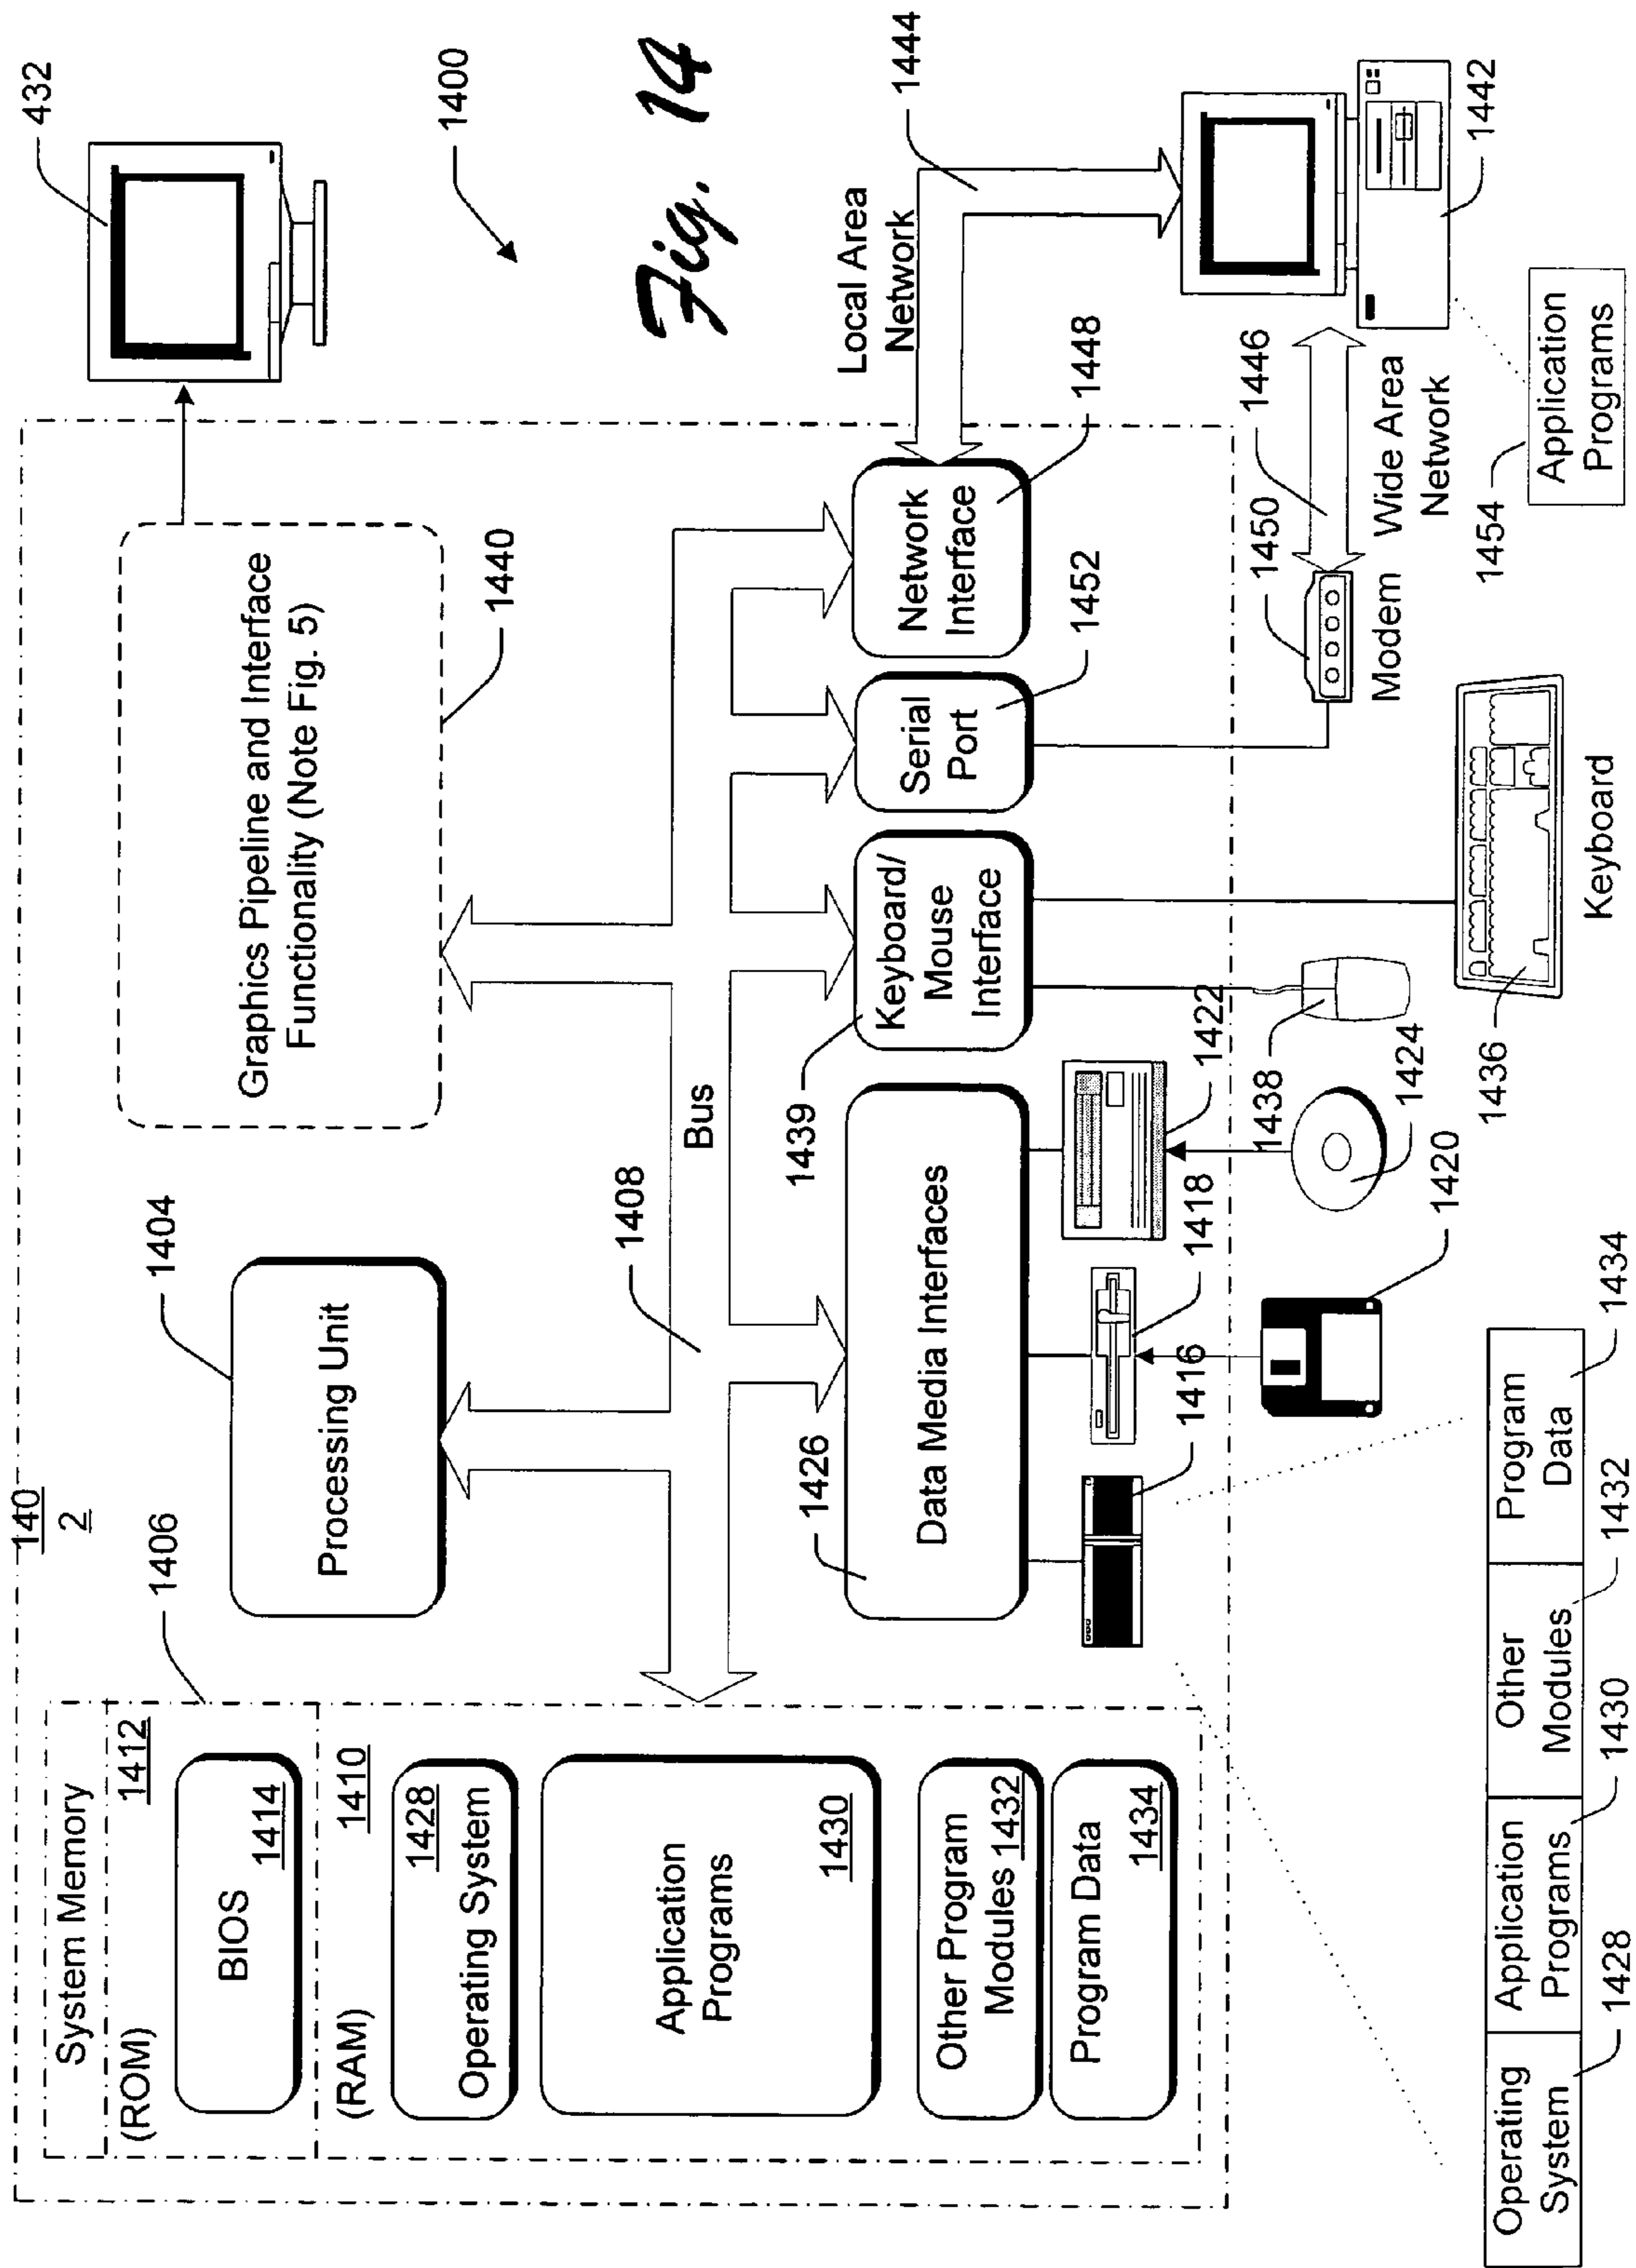 140
2
1406
System Memory
(ROM)
1412
BIOS
1414
(RAM)
1410
1428
Operating System
Application
Programs
1430
Other Program
Modules 1432
Program Data
1434
1404
Processing Unit
1408
Bus
Graphics Pipeline and Interface
Functionality (Note Fig. 5)
1440
432
1400
Fig. 14
1426
Data Media Interfaces
1439
Keyboard/
Mouse
Interface
Serial
Port
1452
Network
Interface
1448
Local Area
Network
1444
1416
1418
1422
1420
1424
1438
1436
Keyboard
Modem
1450
1446
Wide Area
Network
1442
1454
Application
Programs
Operating
System
Application
Programs
Other
Modules
Program
Data
1428
1430
1432
1434